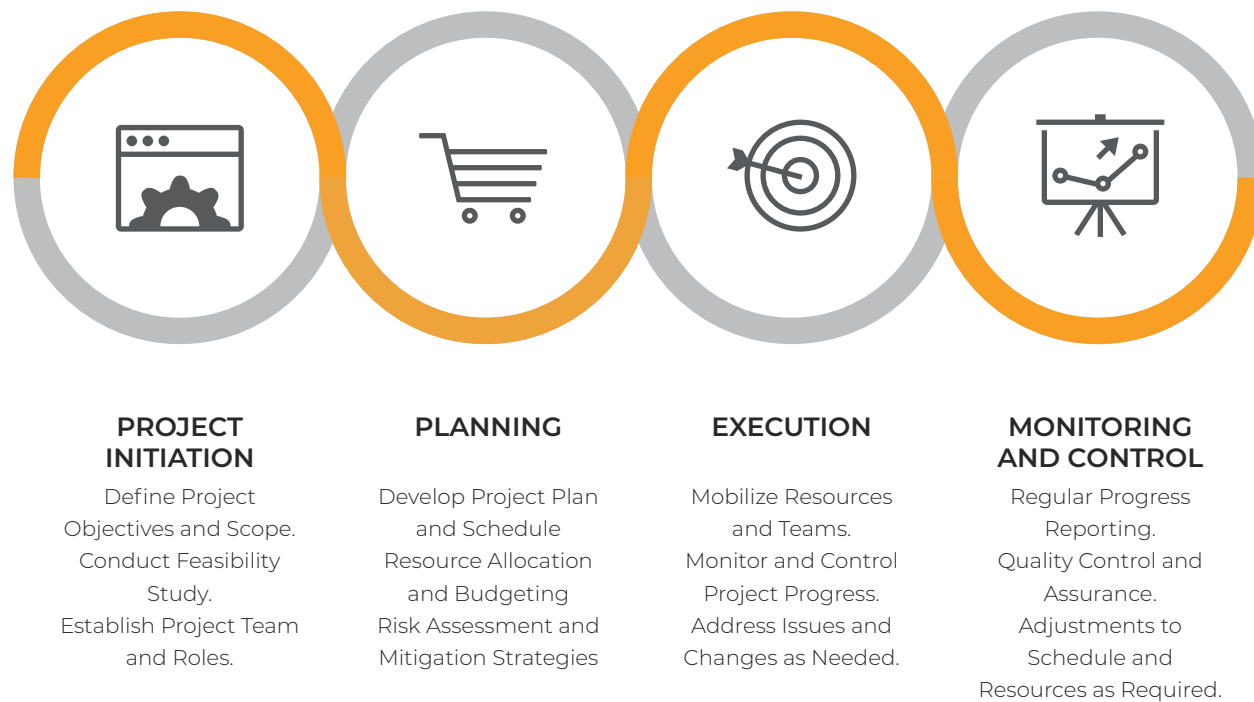 PROJECT
INITIATION
Define Project
Objectives and Scope.
Conduct Feasibility
Study.
Establish Project Team
and Roles.
PLANNING
Develop Project Plan
and Schedule
Resource Allocation
and Budgeting
Risk Assessment and
Mitigation Strategies
EXECUTION
Mobilize Resources
and Teams.
Monitor and Control
Project Progress.
Address Issues and
Changes as Needed.
MONITORING
AND CONTROL
Regular Progress
Reporting.
Quality Control and
Assurance.
Adjustments to
Schedule and
Resources as Required.